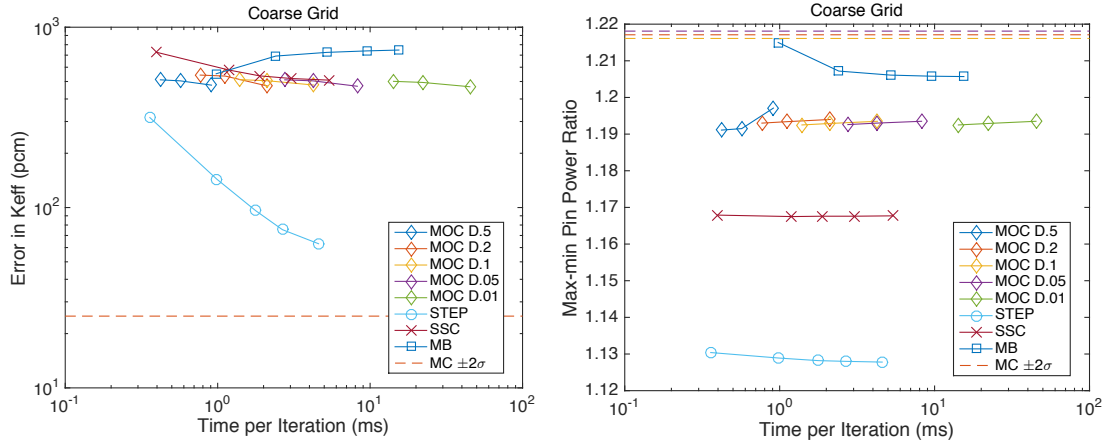 Coarse Grid
10^3
10^2
10^1
Error in Keff (pcm)
10^-1
10^0
10^1
10^2
Time per Iteration (ms)
MOC D.5
MOC D.2
MOC D.1
MOC D.05
MOC D.01
STEP
SSC
MB
MC ±2σ
Coarse Grid
1.22
1.21
1.2
1.19
1.18
1.17
1.16
1.15
1.14
1.13
1.12
Max-min Pin Power Ratio
10^-1
10^0
10^1
10^2
Time per Iteration (ms)
MOC D.5
MOC D.2
MOC D.1
MOC D.05
MOC D.01
STEP
SSC
MB
MC ±2σ